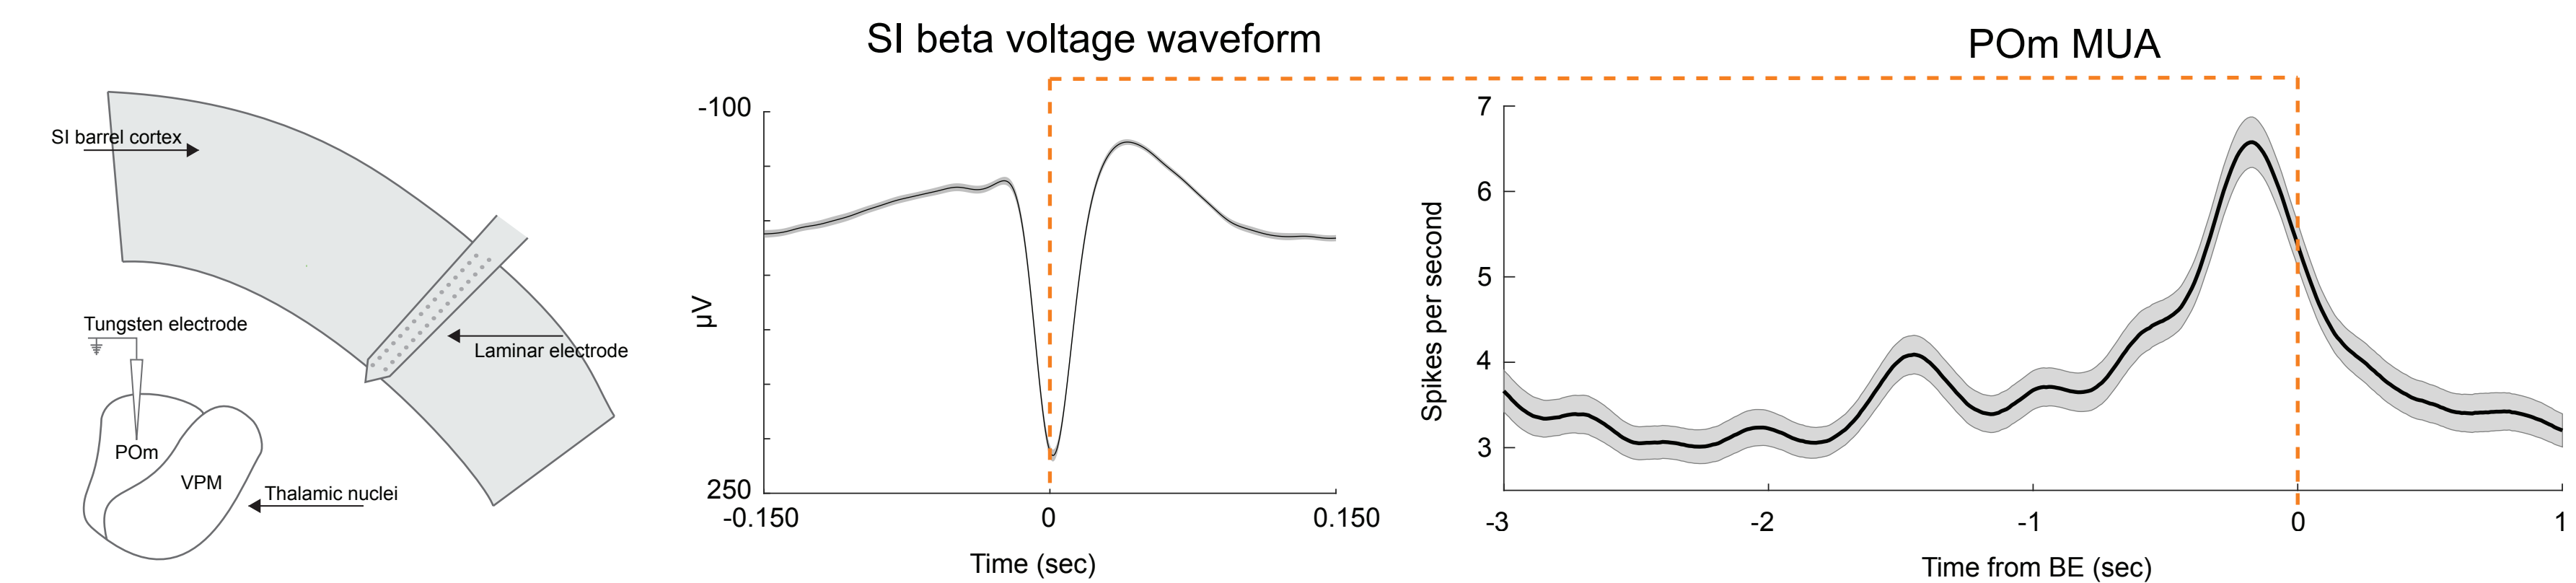 SI barrel cortex
Tungsten electrode
Laminar electrode
POm
VPM
Thalamic nuclei
SI beta voltage waveform
-100
µV
250
-0.150
0
0.150
Time (sec)
POm MUA
7
6
5
4
3
Spikes per second
-3
-2
-1
0
1
Time from BE (sec)